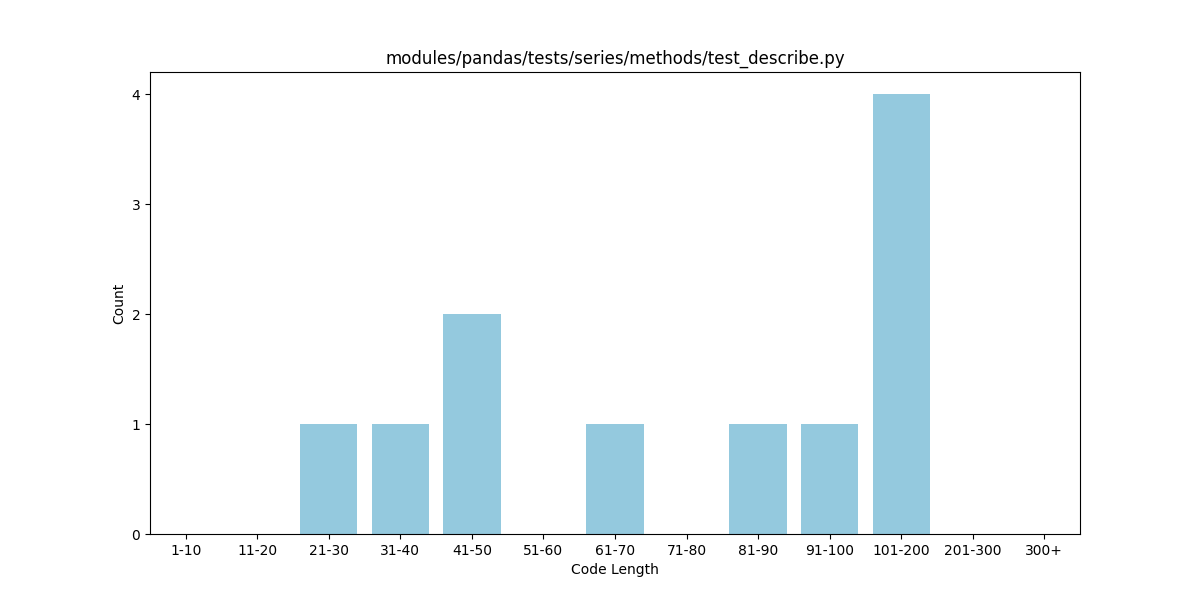 modules/pandas/tests/series/methods/test_describe.py
4
3
2
1
0
Count
1-10 11-20 21-30 31-40 41-50 51-60 61-70 71-80 81-90 91-100 101-200 201-300 300+
Code Length